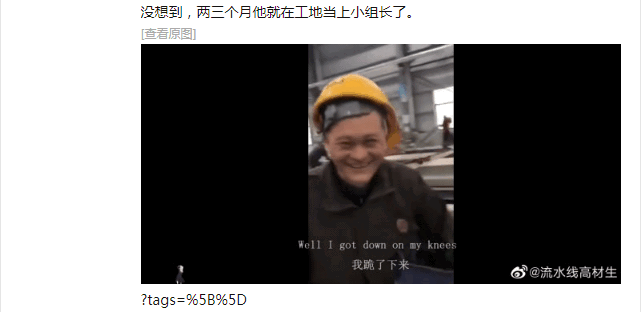 没想到，两三个月他就在工地当上小组长了。
[查看原图]
Well I got down on my knees
我跪了下来
@流水线高材生
?tags=%5B%5D